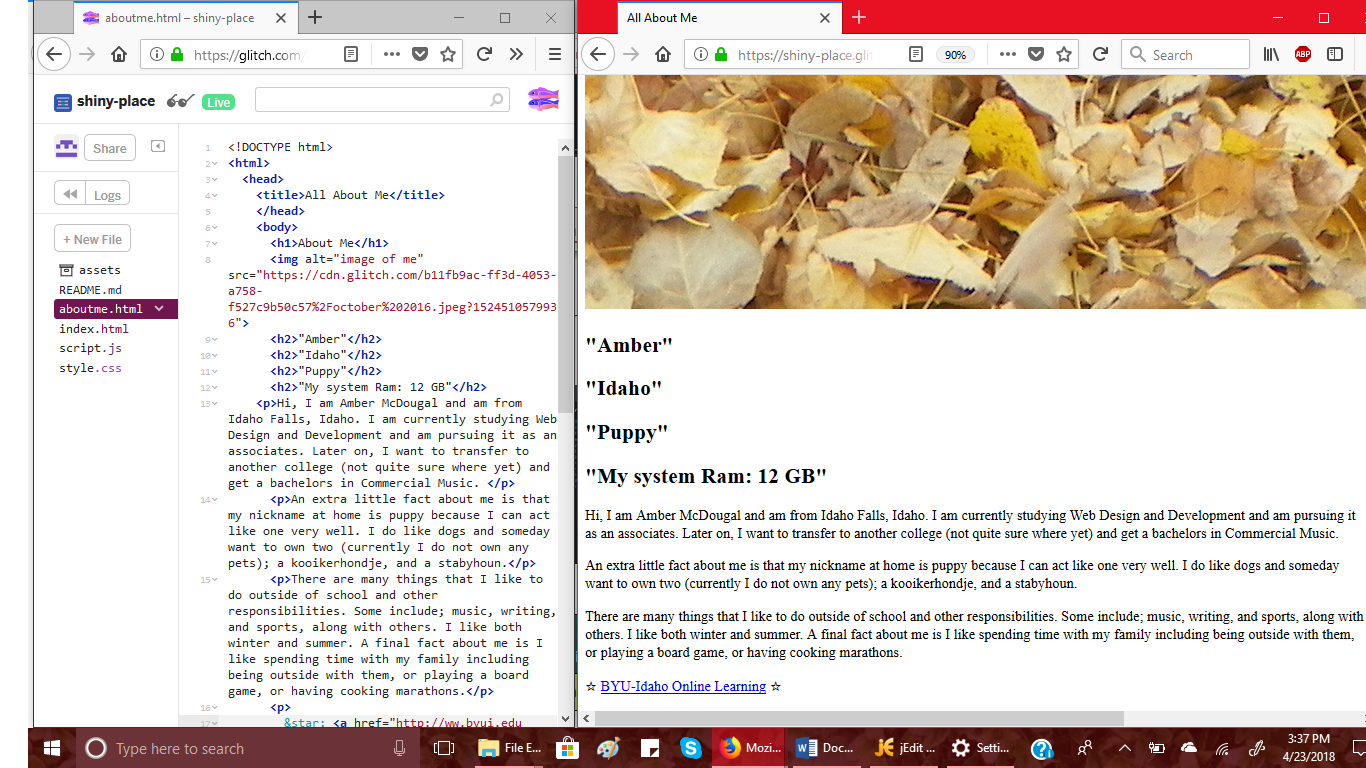 aboutme.html – shiny-place
https://glitch.com/
shiny-place
Live
Share
Logs
+ New File
assets
README.md
aboutme.html
index.html
script.js
style.css
1 <!DOCTYPE html>
2 <html>
3 <head>
4 <title>All About Me</title>
5 </head>
6 <body>
7 <h1>About Me</h1>
8 <img alt="image of me"
src="https://cdn.glitch.com/b11fb9ac-ff3d-4053-
a758-
f527c9b50c57%2Foctober%202016.jpeg?152451057993
6">
9 <h2>"Amber"</h2>
10 <h2>"Idaho"</h2>
11 <h2>"Puppy"</h2>
12 <h2>"My system Ram: 12 GB"</h2>
13 <p>Hi, I am Amber McDougal and am from
Idaho Falls, Idaho. I am currently studying Web
Design and Development and am pursuing it as an
associates. Later on, I want to transfer to
another college (not quite sure where yet) and
get a bachelors in Commercial Music. </p>
14 <p>An extra little fact about me is that
my nickname at home is puppy because I can act
like one very well. I do like dogs and someday
want to own two (currently I do not own any
pets); a kooikerhondje, and a stabyhoun.</p>
15 <p>There are many things that I like to
do outside of school and other
responsibilities. Some include; music, writing,
and sports, along with others. I like both
winter and summer. A final fact about me is I
like spending time with my family including
being outside with them, or playing a board
game, or having cooking marathons.</p>
16 <p>
17 &star; <a href="http://ww.byui.edu
All About Me
https://shiny-place.gli
90%
Search
ABP
"Amber"
"Idaho"
"Puppy"
"My system Ram: 12 GB"
Hi, I am Amber McDougal and am from Idaho Falls, Idaho. I am currently studying Web Design and Development and am pursuing it
as an associates. Later on, I want to transfer to another college (not quite sure where yet) and get a bachelors in Commercial Music.
An extra little fact about me is that my nickname at home is puppy because I can act like one very well. I do like dogs and someday
want to own two (currently I do not own any pets); a kooikerhondje, and a stabyhoun.
There are many things that I like to do outside of school and other responsibilities. Some include; music, writing, and sports, along with
others. I like both winter and summer. A final fact about me is I like spending time with my family including being outside with them,
or playing a board game, or having cooking marathons.
☆ BYU-Idaho Online Learning ☆
Type here to search
File E...
Mozi...
Doc...
jEdit ...
Setti...
3:37 PM
4/23/2018